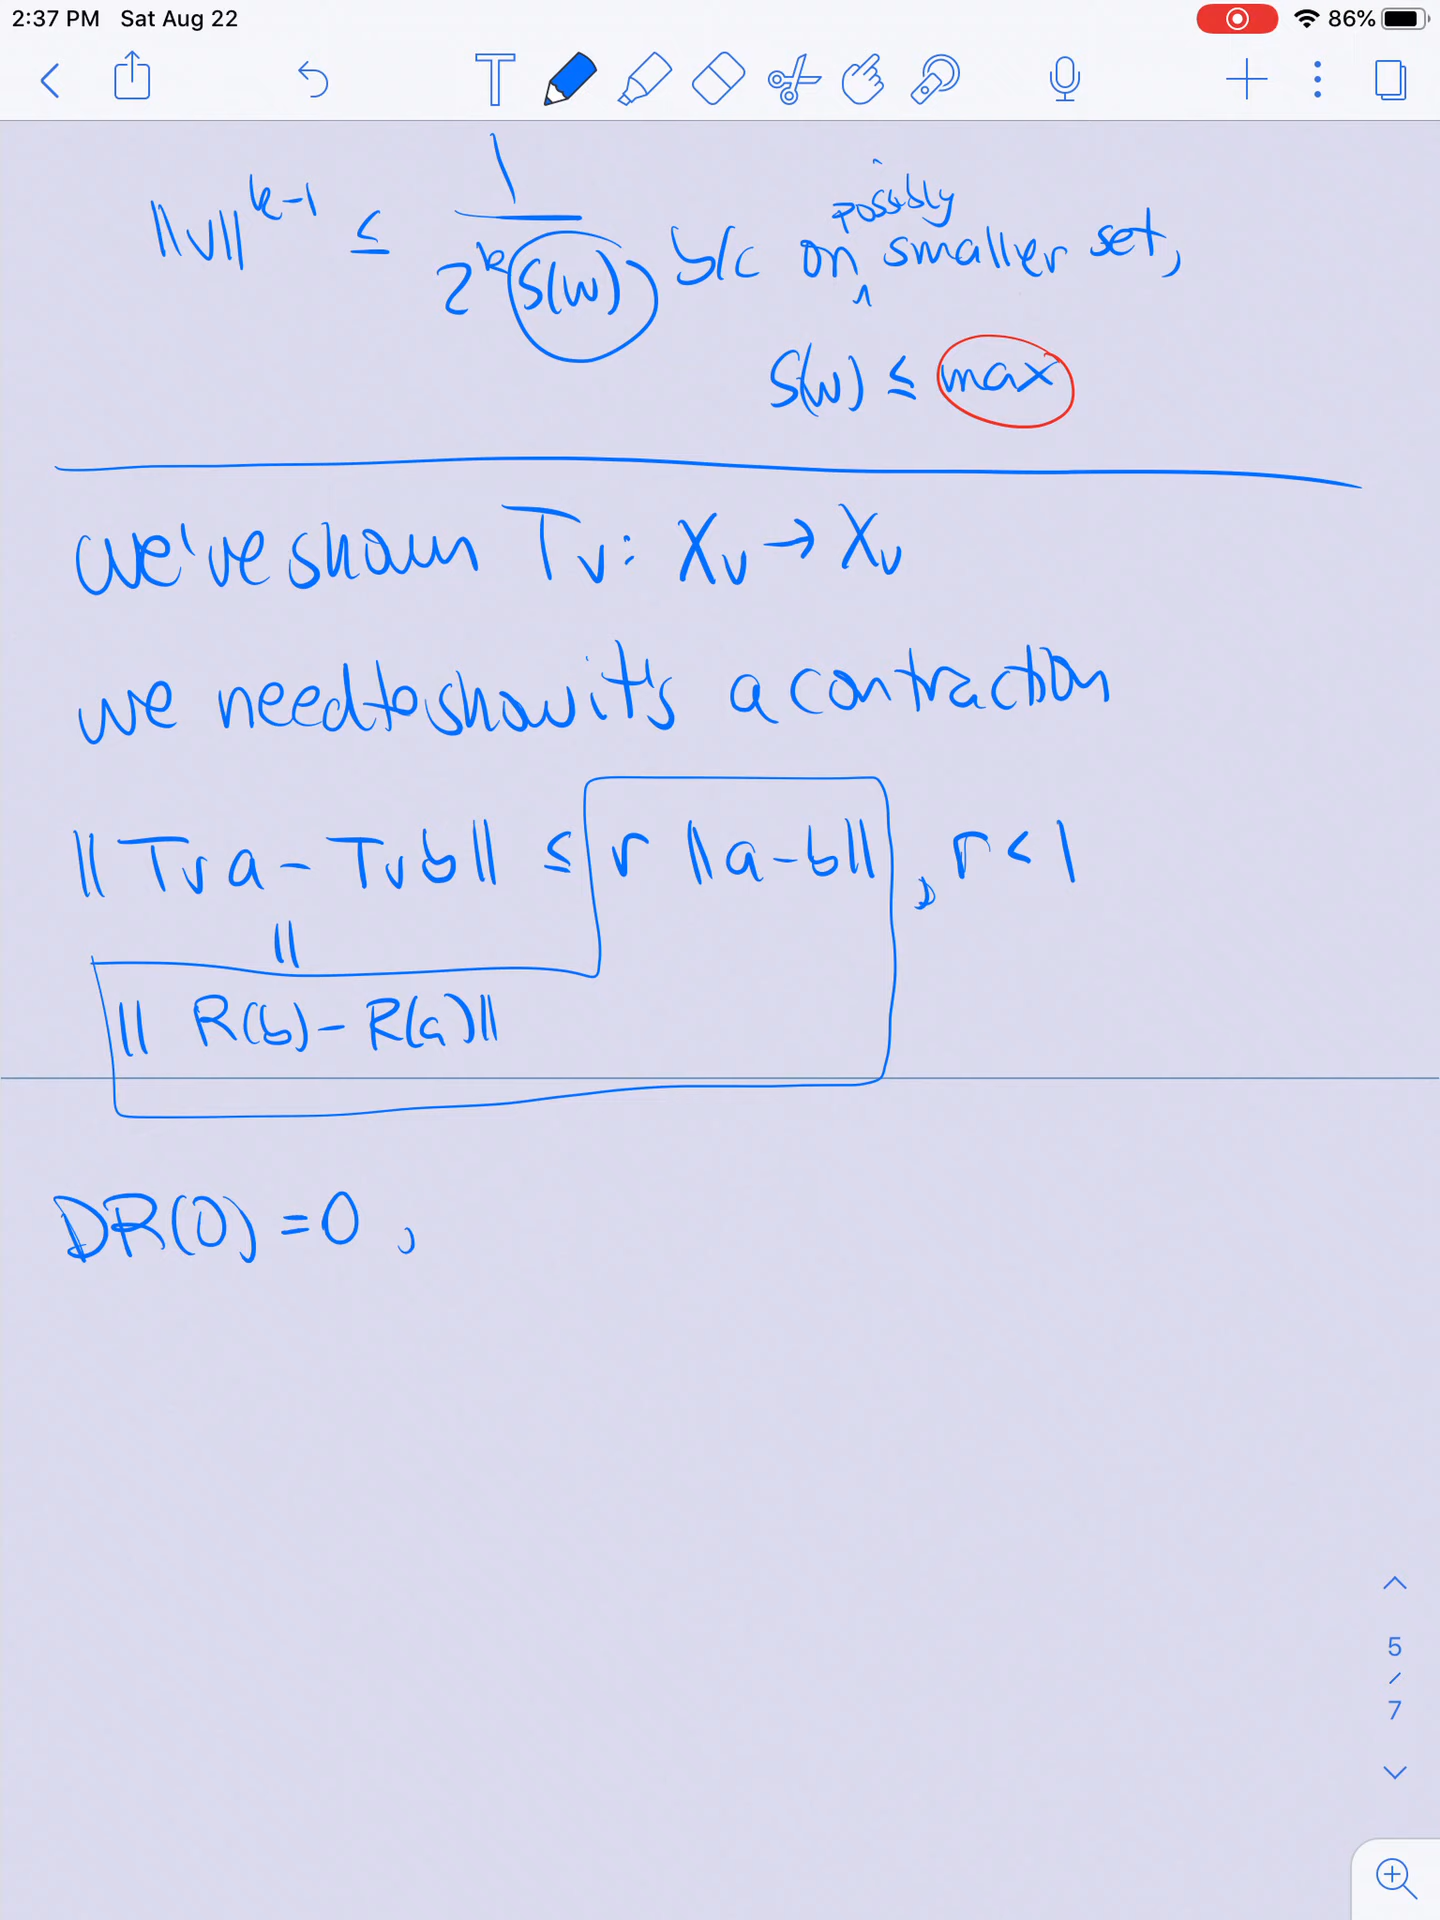 2:37 PM Sat Aug 22
86%
T
||v||^{k-1} ≤ 1 / 2^k S(w) b/c on possibly smaller set,
S(w) ≤ max
we've shown T_v: X_v → X_v
we need to show it's a contraction
|| T_v a - T_v b || ≤ r ||a-b||, r < 1
||
|| R(b) - R(a) ||
DR(0) = 0 ,
5
/
7